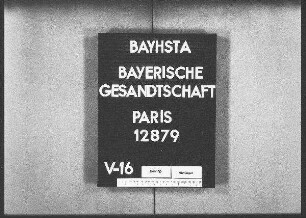 BAYHSTA
BAYERISCHE
GESANDTSCHAFT
PARIS
12879
V-16